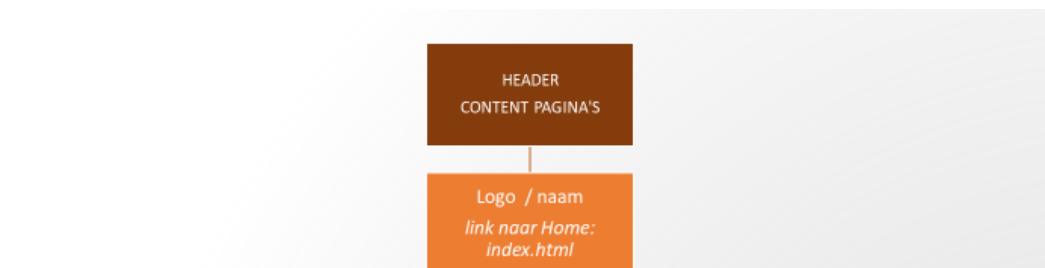 HEADER
CONTENT PAGINA'S
Logo / naam
link naar Home:
index.html